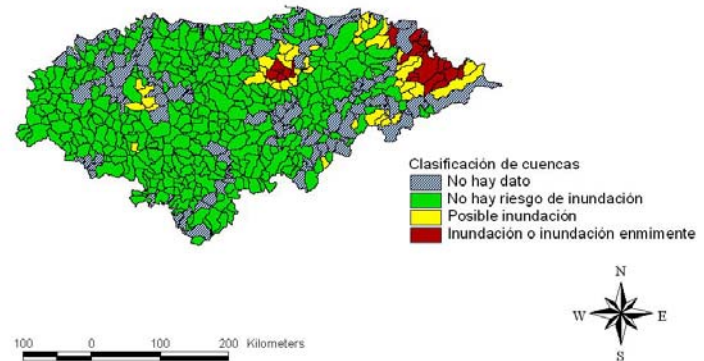 Clasificación de cuencas
No hay dato
No hay riesgo de inundación
Posible inundación
Inundación o inundación enmimente
N
W E
S
100 0 100 200 Kilometers